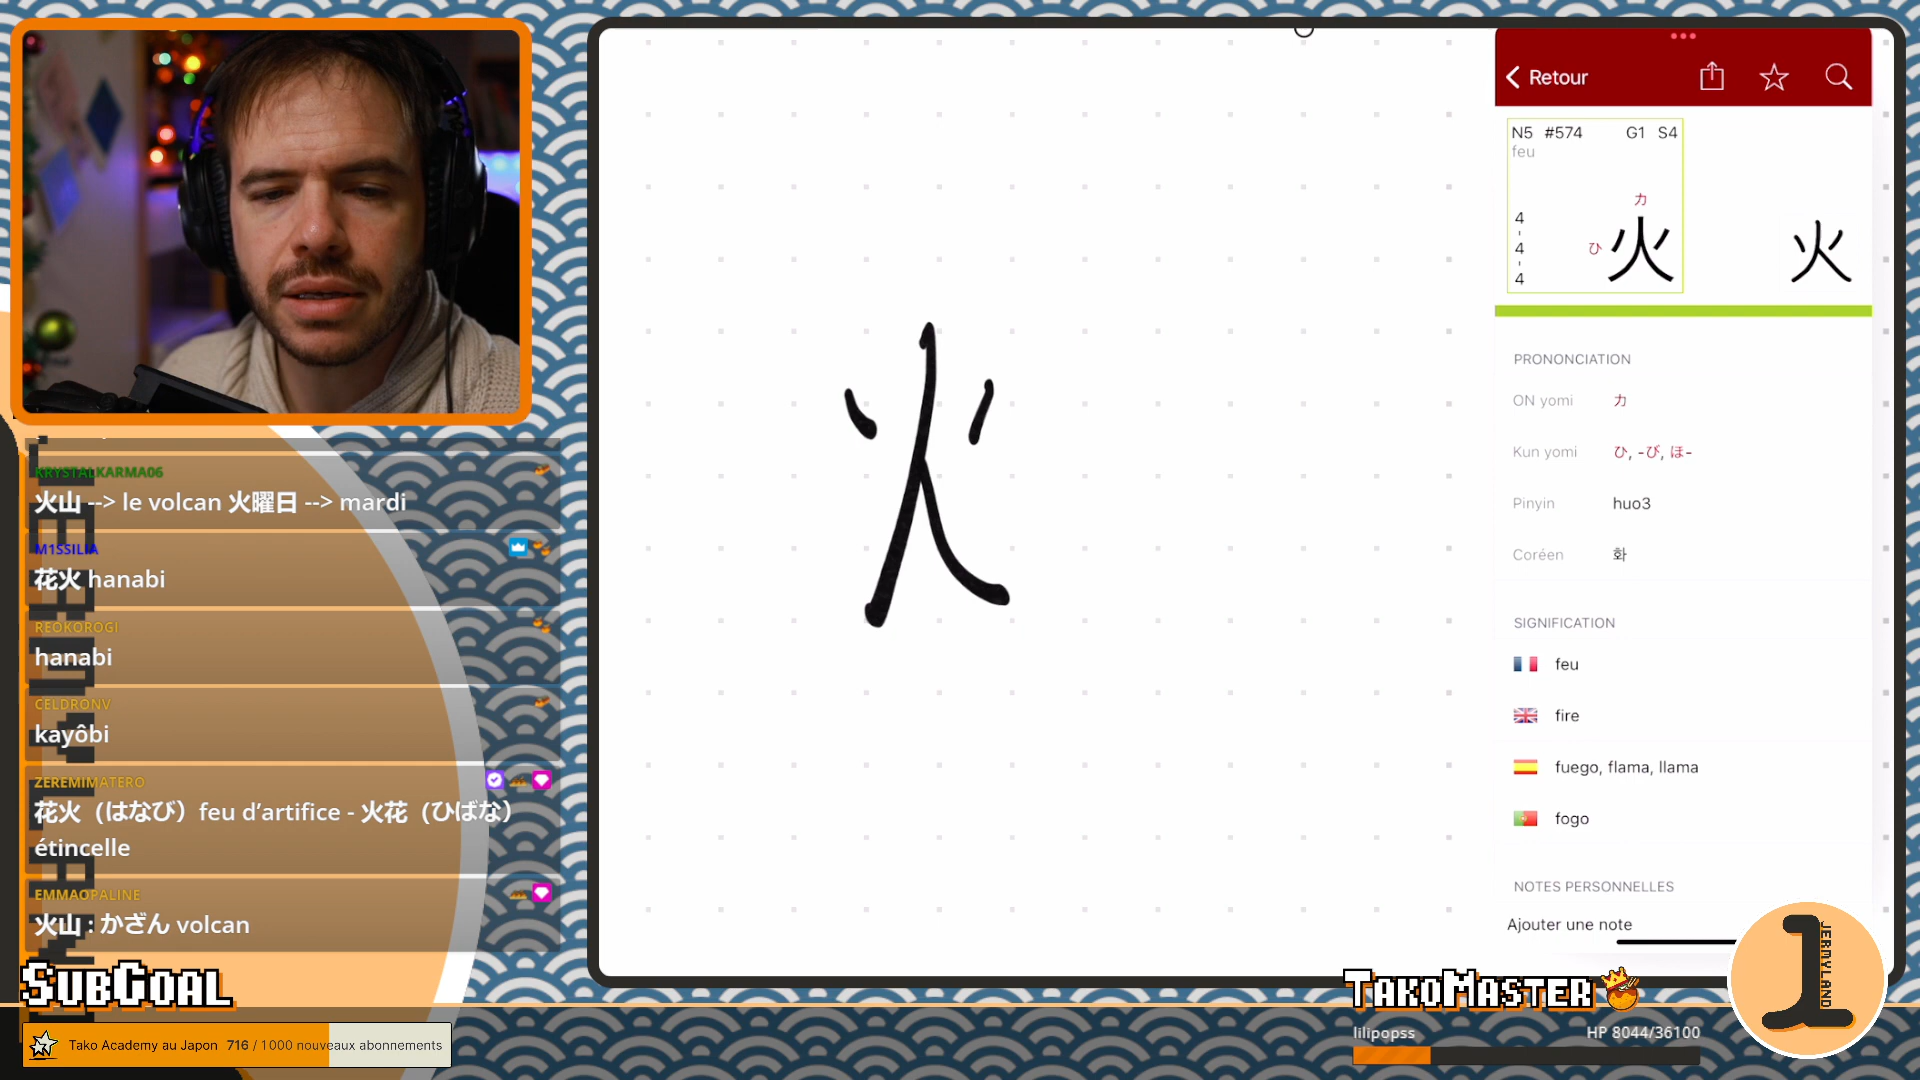 KRYSTALKARMA06
火山 --> le volcan 火曜日 --> mardi
M1SSILIA
花火 hanabi
REOKOROGI
hanabi
CELDRONV
kayôbi
ZEREMIMATERO
花火（はなび）feu d’artifice - 火花（ひばな）
étincelle
EMMAOPALINE
火山 : かざん volcan
SUBGOAL
Tako Academy au Japon 716 / 1000 nouveaux abonnements
火
Retour
N5 #574 G1 S4
feu
カ
4
-
4
-
4
ひ 火
火
PRONONCIATION
ON yomi カ
Kun yomi ひ, -び, ほ-
Pinyin huo3
Coréen 화
SIGNIFICATION
feu
fire
fuego, flama, llama
fogo
NOTES PERSONNELLES
Ajouter une note
TAKOMASTER
lilipopss HP 8044/36100
JERMYLAND